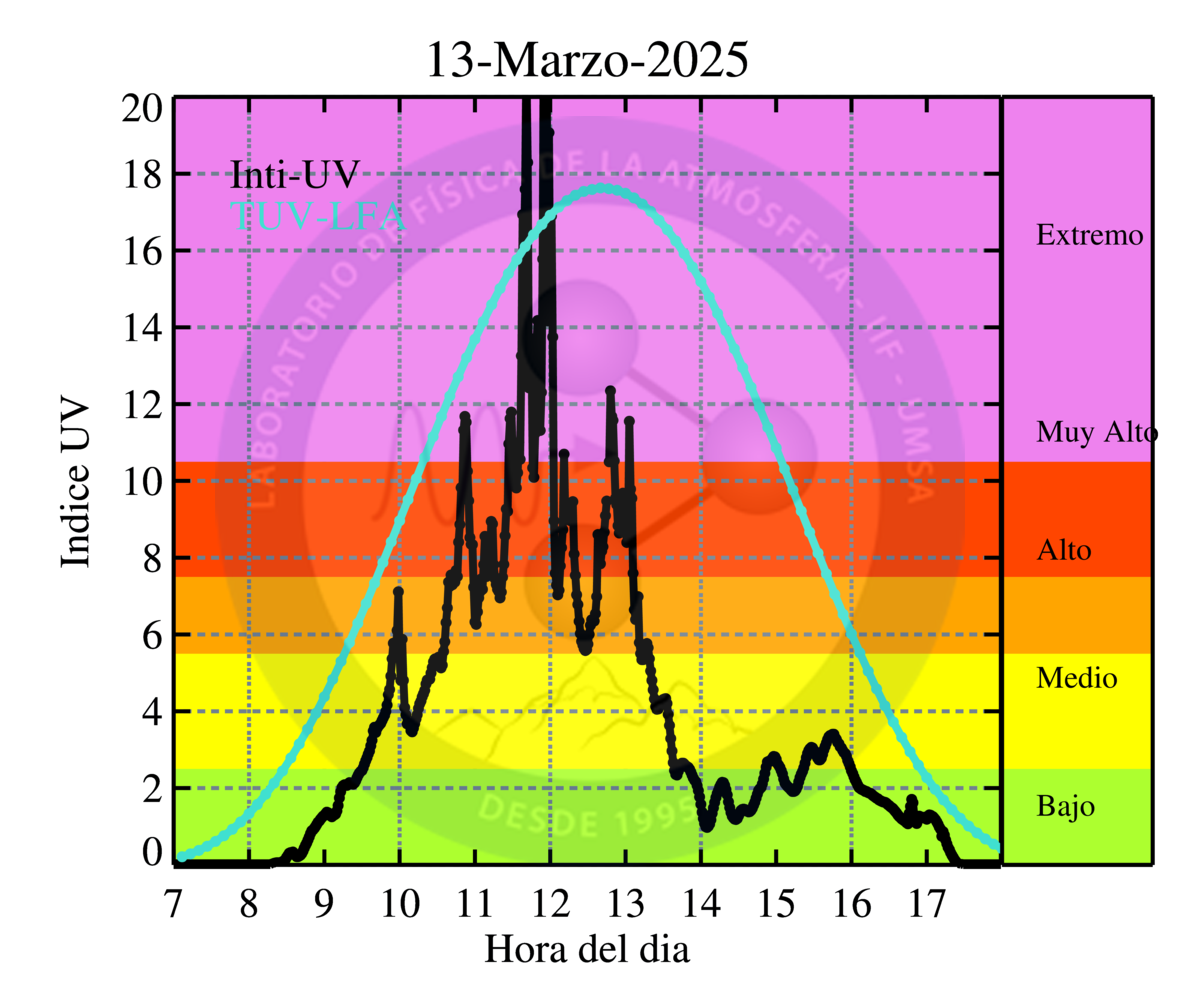 13-Marzo-2025
Indice UV
20
18
16
14
12
10
8
6
4
2
0
Inti-UV
TUV-LFA
LABORATORIO DE FÍSICA DE LA ATMÓSFERA - IIF - UMSA
DESDE 1995
Extremo
Muy Alto
Alto
Medio
Bajo
7 8 9 10 11 12 13 14 15 16 17
Hora del dia